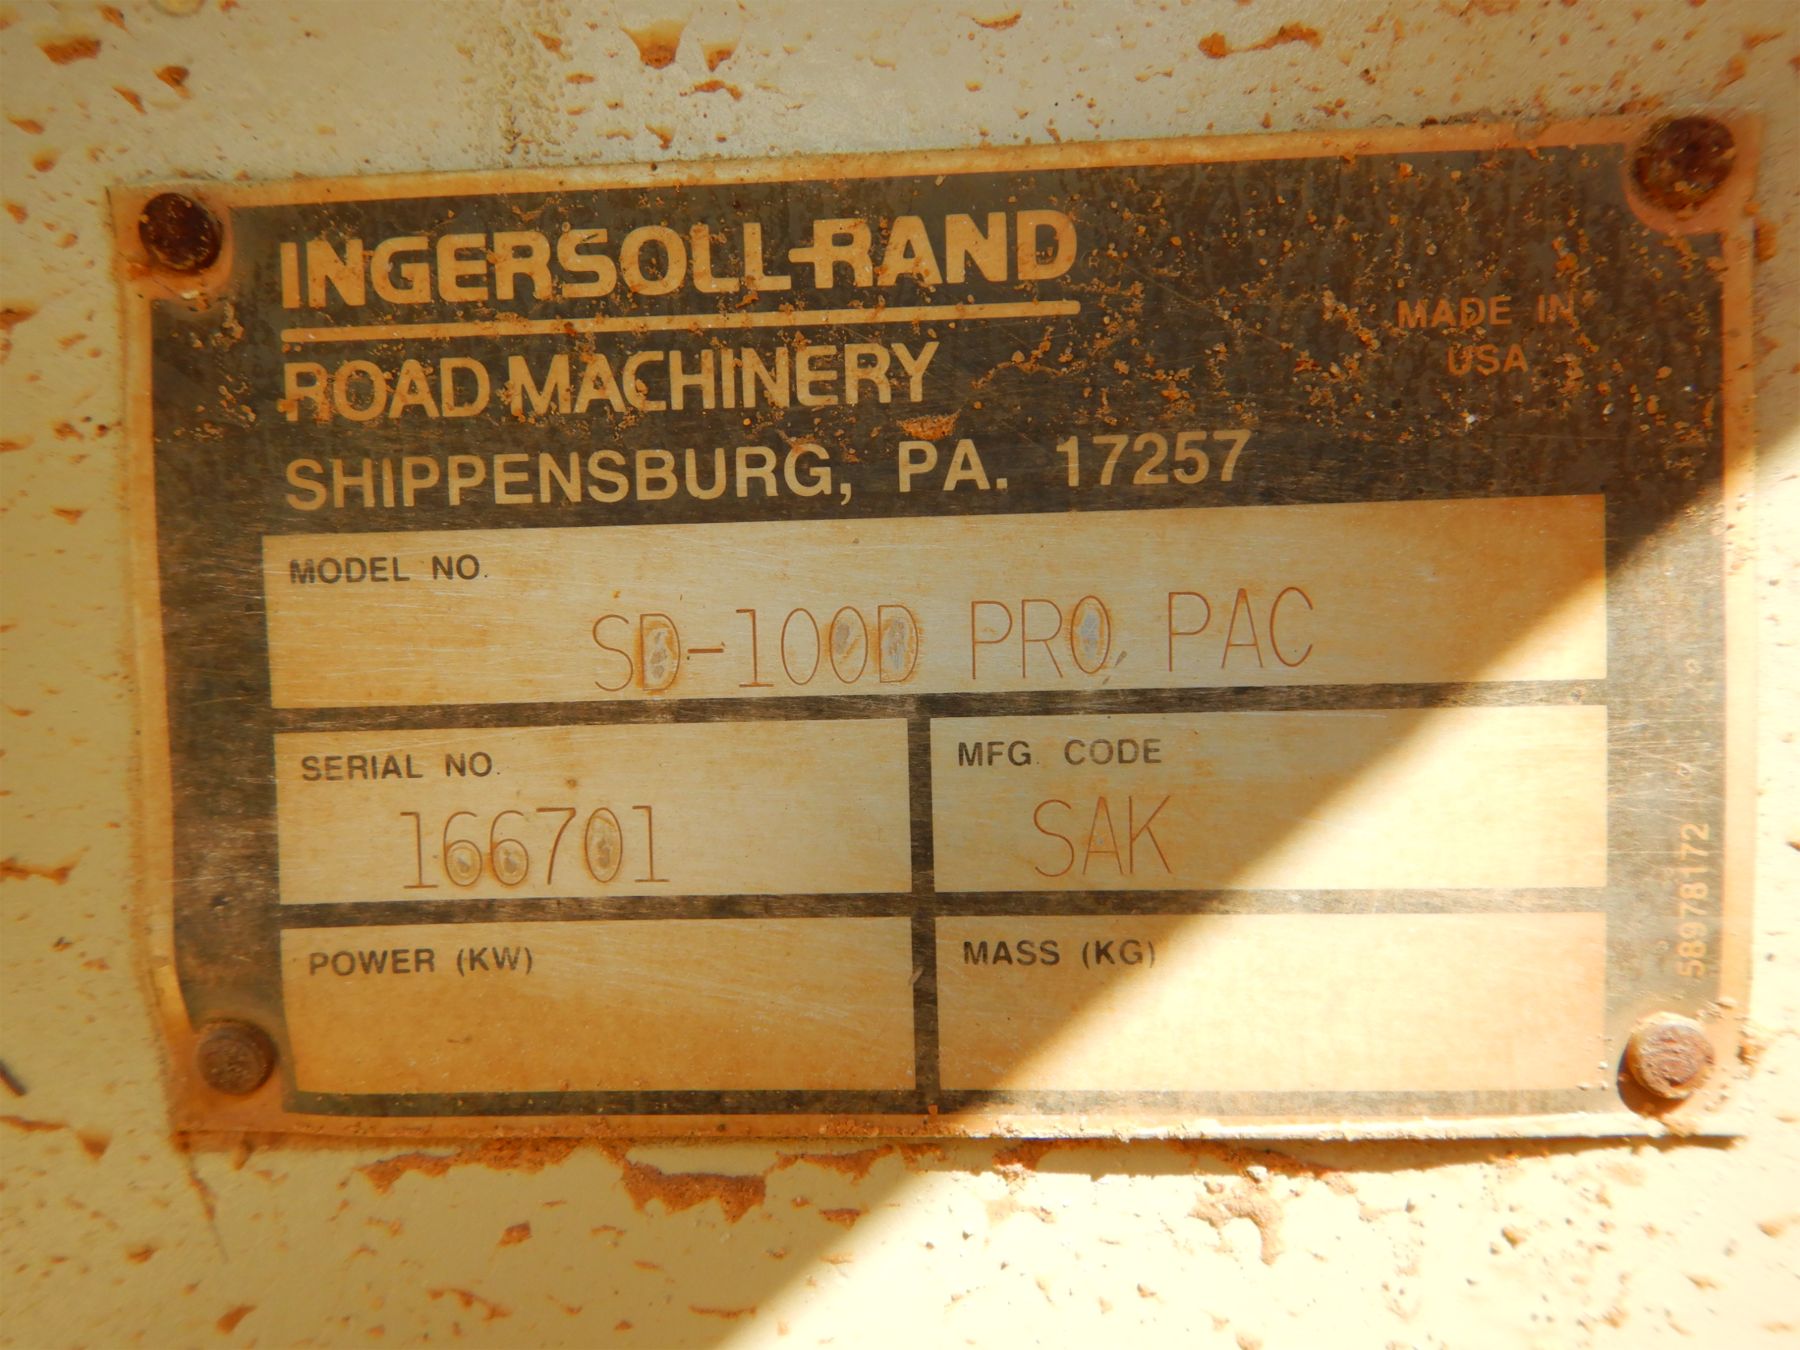 INGERSOLL-RAND
ROAD MACHINERY
SHIPPENSBURG, PA. 17257
MADE IN
USA
MODEL NO.
SD-100D PRO PAC
SERIAL NO.
166701
MFG. CODE
SAK
POWER (KW)
MASS (KG)
58978172